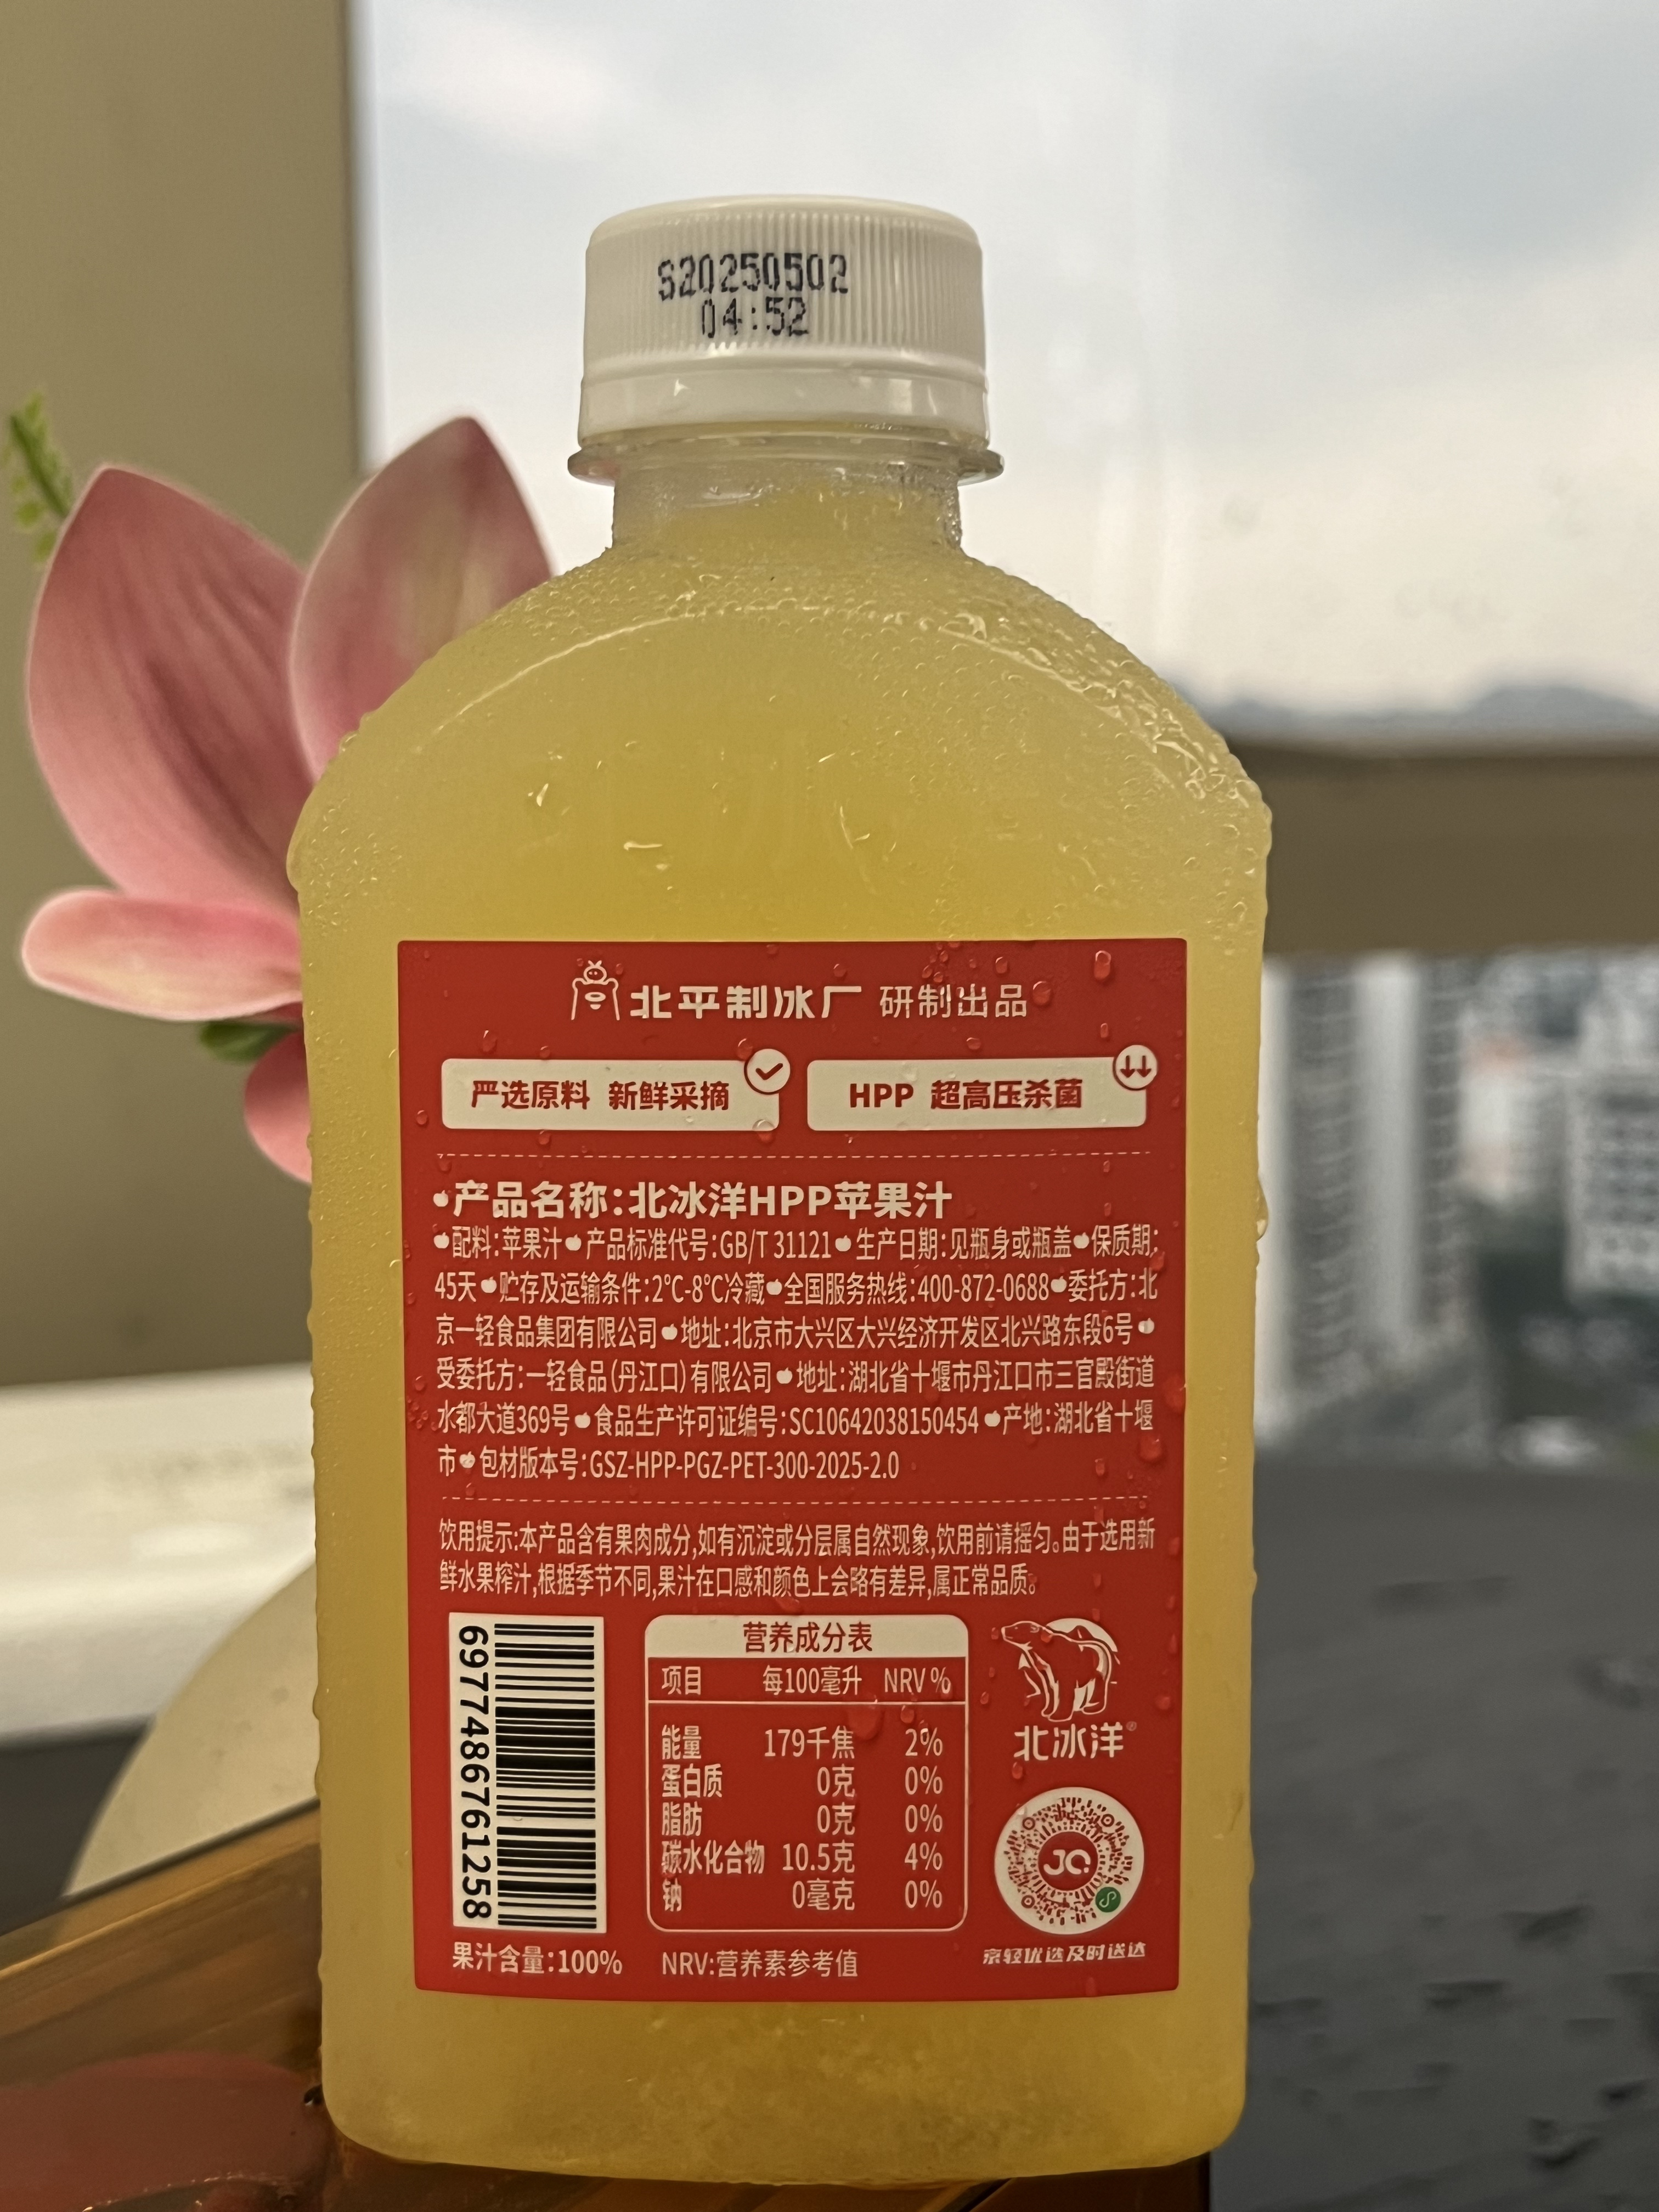 S20250502
04:52
北平制冰厂 研制出品
严选原料 新鲜采摘
HPP 超高压杀菌
产品名称:北冰洋HPP苹果汁
配料:苹果汁 产品标准代号:GB/T 31121 生产日期:见瓶身或瓶盖 保质期:
45天 贮存及运输条件:2°C-8°C冷藏 全国服务热线:400-872-0688 委托方:北
京一轻食品集团有限公司 地址:北京市大兴区大兴经济开发区北兴路东段6号
受委托方:一轻食品(丹江口)有限公司 地址:湖北省十堰市丹江口市三官殿街道
水都大道369号 食品生产许可证编号:SC10642038150454 产地:湖北省十堰
市 包材版本号:GSZ-HPP-PGZ-PET-300-2025-2.0
饮用提示:本产品含有果肉成分,如有沉淀或分层属自然现象,饮用前请摇匀。由于选用新
鲜水果榨汁,根据季节不同,果汁在口感和颜色上会略有差异,属正常品质。
6977486761258
果汁含量:100%
营养成分表
项目 每100毫升 NRV%
能量 179千焦 2%
蛋白质 0克 0%
脂肪 0克 0%
碳水化合物 10.5克 4%
钠 0毫克 0%
NRV:营养素参考值
北冰洋®
JQ
京轻优选及时送达